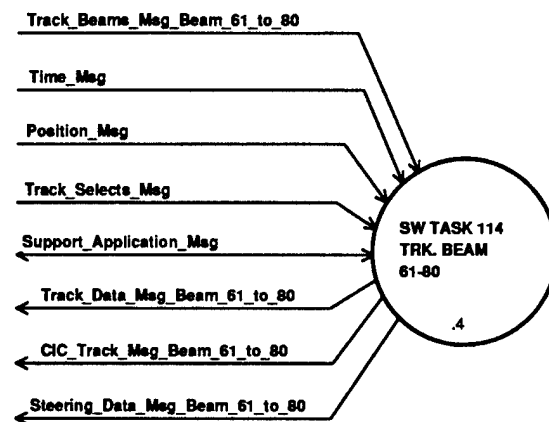 Track_Beams_Msg_Beam_61_to_80
Time_Msg
Position_Msg
Track_Selects_Msg
Support_Application_Msg
Track_Data_Msg_Beam_61_to_80
CIC_Track_Msg_Beam_61_to_80
Steering_Data_Msg_Beam_61_to_80
SW TASK 114
TRK. BEAM
61-80
.4